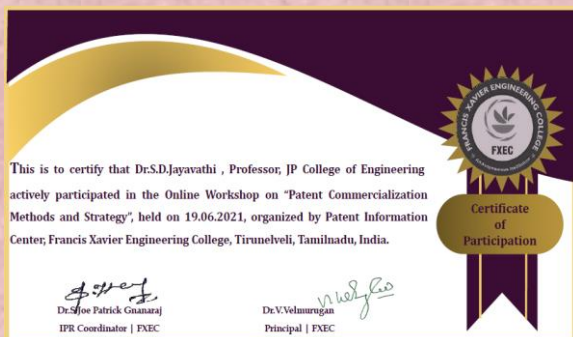 This is to certify that Dr.S.D.Jayavathi , Professor, JP College of Engineering
actively participated in the Online Workshop on “Patent Commercialization
Methods and Strategy”, held on 19.06.2021, organized by Patent Information
Center, Francis Xavier Engineering College, Tirunelveli, Tamilnadu, India.
FRANCIS XAVIER ENGINEERING COLLEGE
FXEC
Certificate
of
Participation
Dr.S.Joe Patrick Gnanaraj
IPR Coordinator | FXEC
Dr.V.Velmurugan
Principal | FXEC